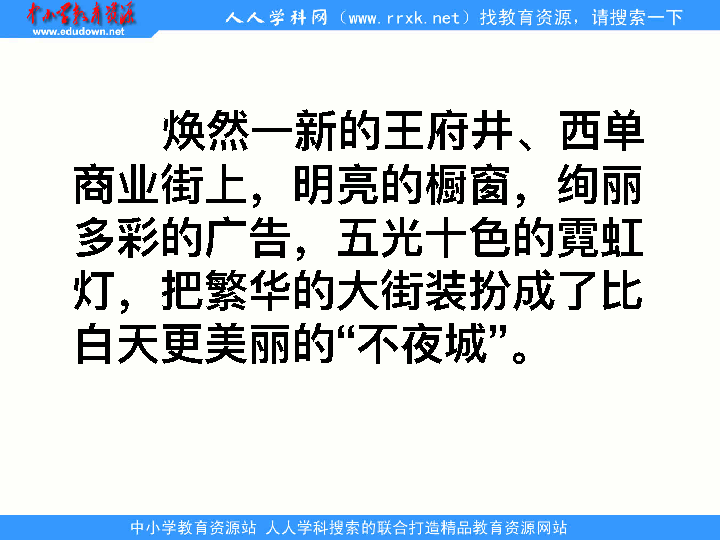 中小学教育资源
www.edudown.net
人人学科网（www.rrxk.net）找教育资源，请搜索一下
焕然一新的王府井、西单
商业街上，明亮的橱窗，绚丽
多彩的广告，五光十色的霓虹
灯，把繁华的大街装扮成了比
白天更美丽的“不夜城”。
中小学教育资源站 人人学科搜索的联合打造精品教育资源网站